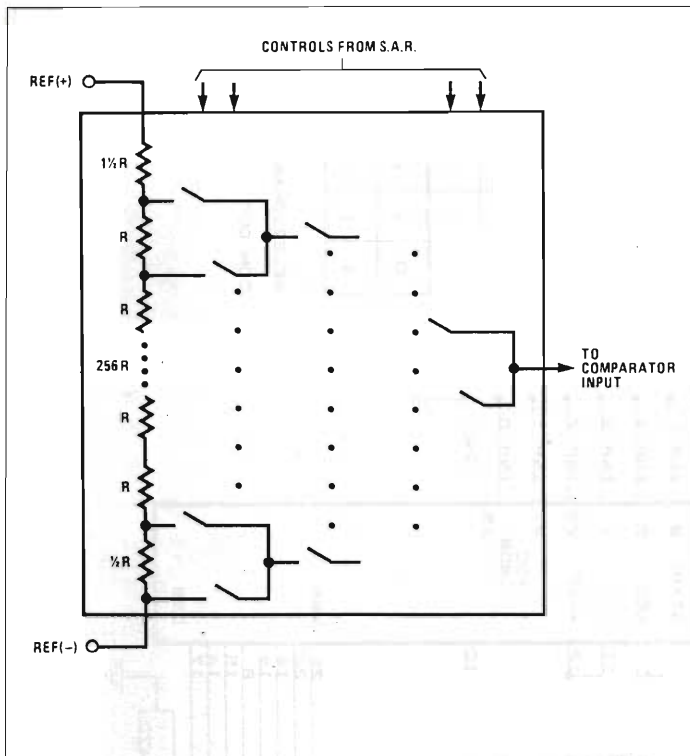 CONTROLS FROM S.A.R.
REF(+)
1½R
R
R
256R
R
R
½R
REF(–)
TO
COMPARATOR
INPUT